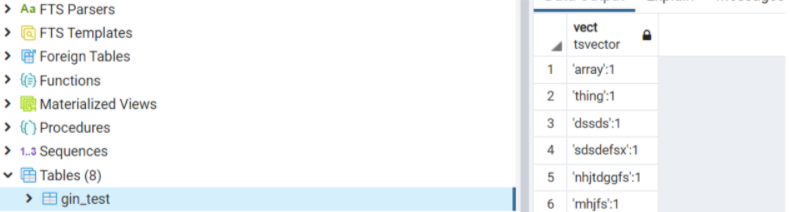 FTS Parsers
FTS Templates
Foreign Tables
Functions
Materialized Views
Procedures
1..3 Sequences
Tables (8)
gin_test
vect
tsvector
1 'array':1
2 'thing':1
3 'dssds':1
4 'sdsdefsx':1
5 'nhjtdggfs':1
6 'mhjfs':1